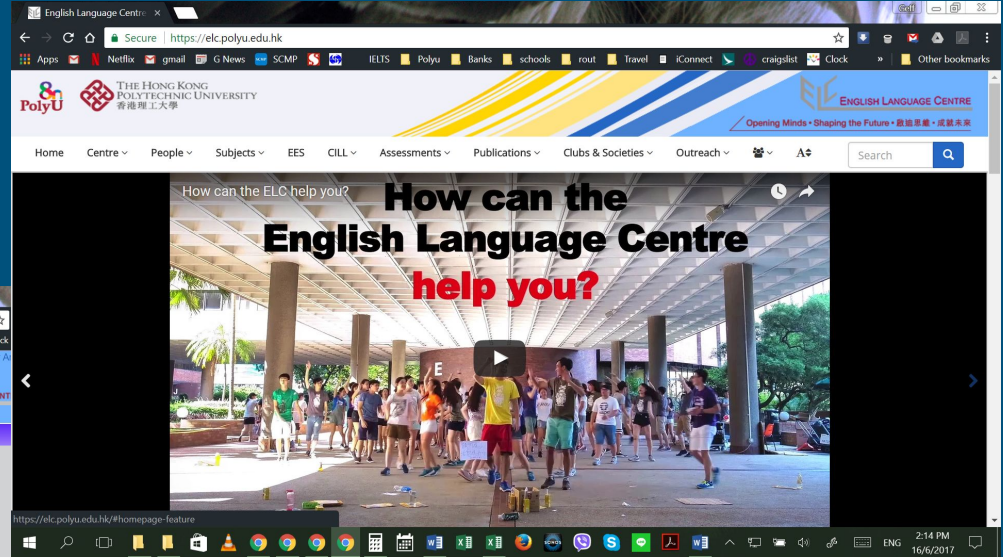 English Language Centre
Geff
Secure https://elc.polyu.edu.hk
Apps Netflix gmail G News SCMP IELTS Polyu Banks schools rout Travel iConnect craigslist Clock » Other bookmarks
PolyU
THE HONG KONG
POLYTECHNIC UNIVERSITY
香港理工大學
ELC ENGLISH LANGUAGE CENTRE
Opening Minds • Shaping the Future • 啟迪思維 • 成就未來
Home Centre People Subjects EES CILL Assessments Publications Clubs & Societies Outreach A Search
How can the ELC help you?
How can the
English Language Centre
help you?
E
https://elc.polyu.edu.hk/#homepage-feature
ENG
2:14 PM
16/6/2017